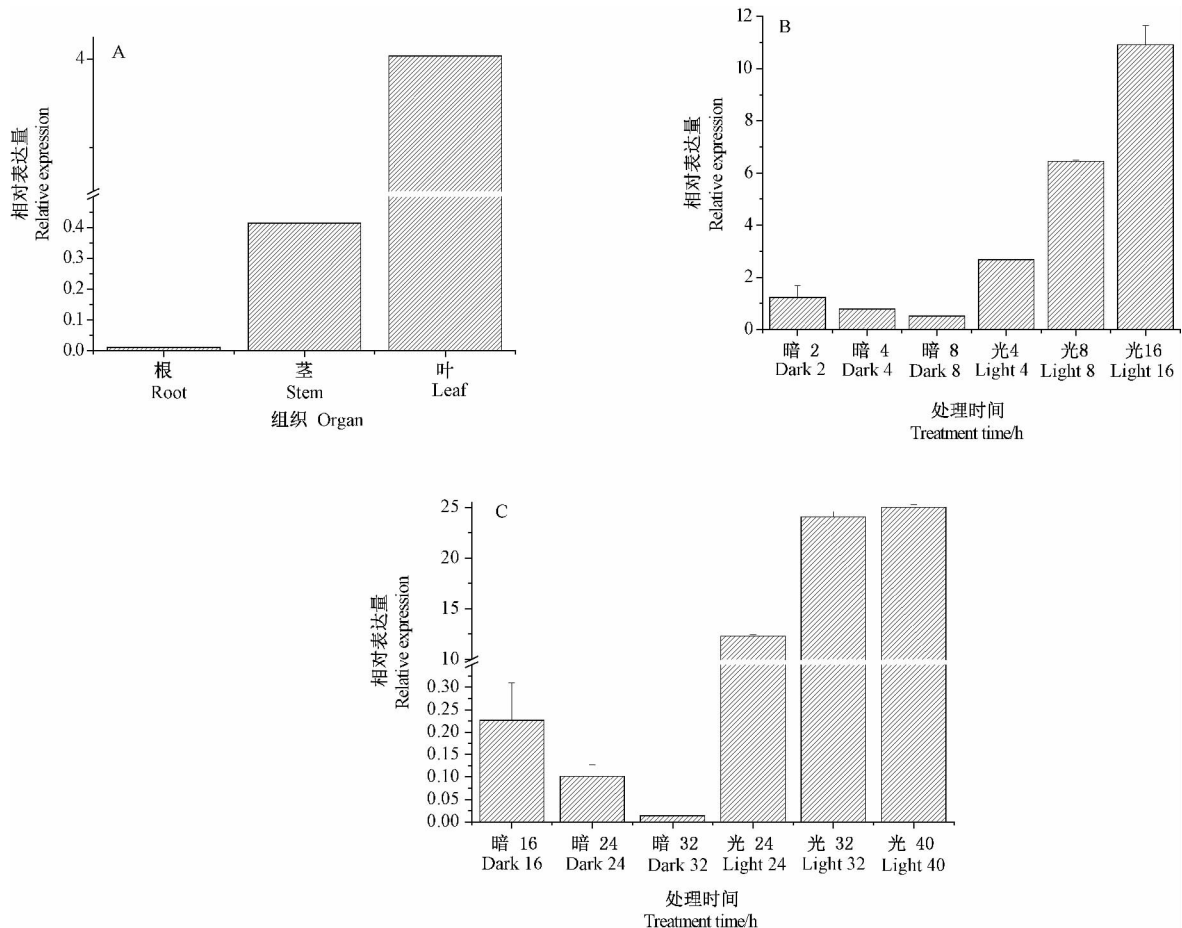 A
相对表达量
Relative expression
4
0.4
0.3
0.2
0.1
0.0
根 茎 叶
Root Stem Leaf
组织 Organ
B
相对表达量
Relative expression
12
10
8
6
4
2
0
暗 2 暗 4 暗 8 光4 光8 光16
Dark 2 Dark 4 Dark 8 Light 4 Light 8 Light 16
处理时间
Treatment time/h
C
相对表达量
Relative expression
25
20
15
10
0.30
0.25
0.20
0.15
0.10
0.05
0.00
暗 16 暗 24 暗 32 光 24 光 32 光 40
Dark 16 Dark 24 Dark 32 Light 24 Light 32 Light 40
处理时间
Treatment time/h